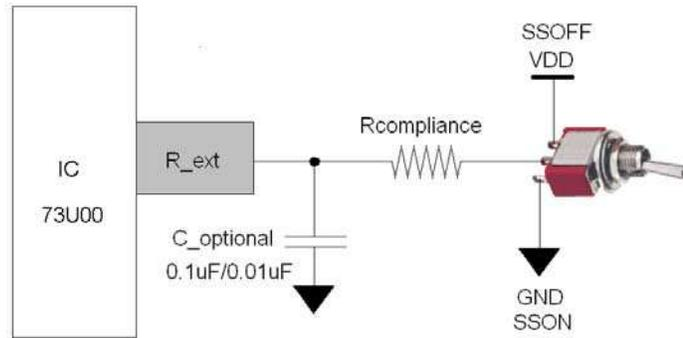 SSOFF
VDD
Rcompliance
IC
73U00
R_ext
C_optional
0.1uF/0.01uF
GND
SSON